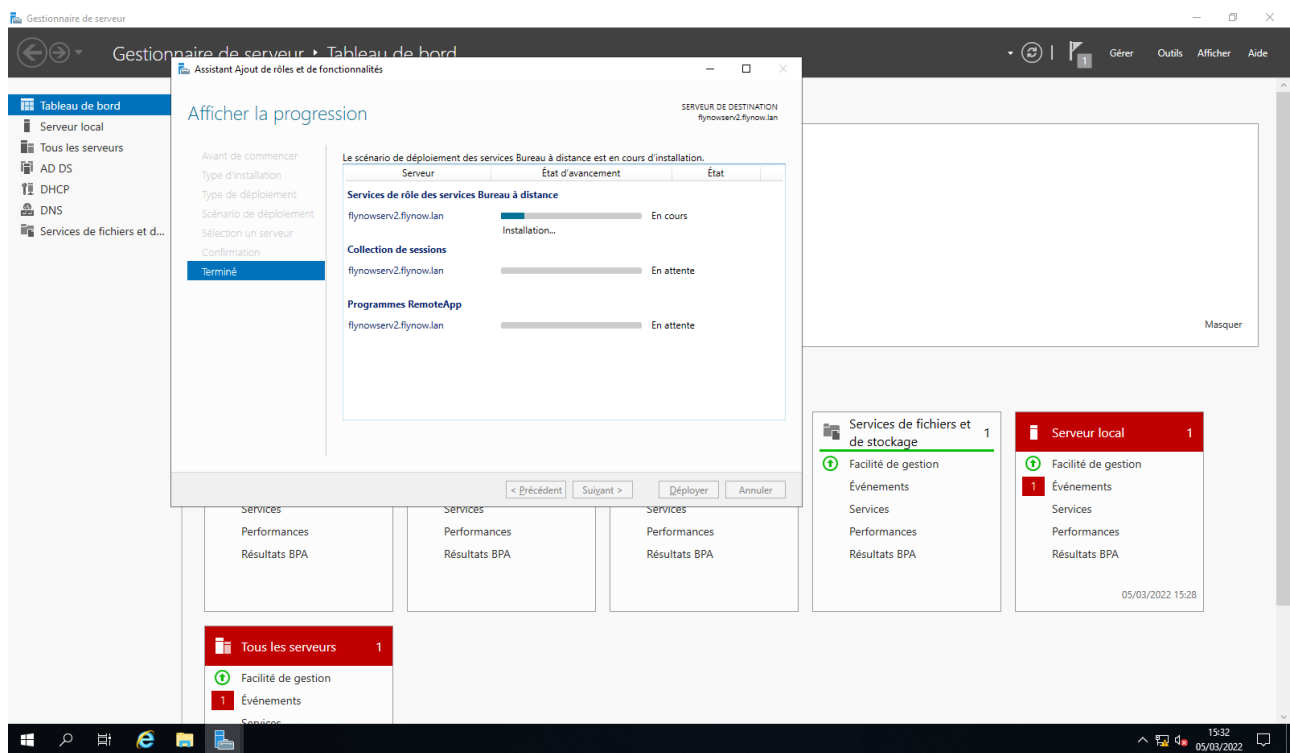 Gestionnaire de serveur
Gestionnaire de serveur • Tableau de bord
1
Gérer
Outils
Afficher
Aide
Tableau de bord
Serveur local
Tous les serveurs
AD DS
DHCP
DNS
Services de fichiers et d...
Assistant Ajout de rôles et de fonctionnalités
Afficher la progression
SERVEUR DE DESTINATION
flynowserv2.flynow.lan
Avant de commencer
Type d'installation
Type de déploiement
Scénario de déploiement
Sélection un serveur
Confirmation
Terminé
Le scénario de déploiement des services Bureau à distance est en cours d'installation.
Serveur
État d'avancement
État
Services de rôle des services Bureau à distance
flynowserv2.flynow.lan
En cours
Installation...
Collection de sessions
flynowserv2.flynow.lan
En attente
Programmes RemoteApp
flynowserv2.flynow.lan
En attente
< Précédent
Suivant >
Déployer
Annuler
Masquer
Services
Performances
Résultats BPA
Services
Performances
Résultats BPA
Services
Performances
Résultats BPA
Services de fichiers et de stockage
1
Facilité de gestion
Événements
Services
Performances
Résultats BPA
Serveur local
1
Facilité de gestion
1
Événements
Services
Performances
Résultats BPA
05/03/2022 15:28
Tous les serveurs
1
Facilité de gestion
1
Événements
Services
15:32
05/03/2022